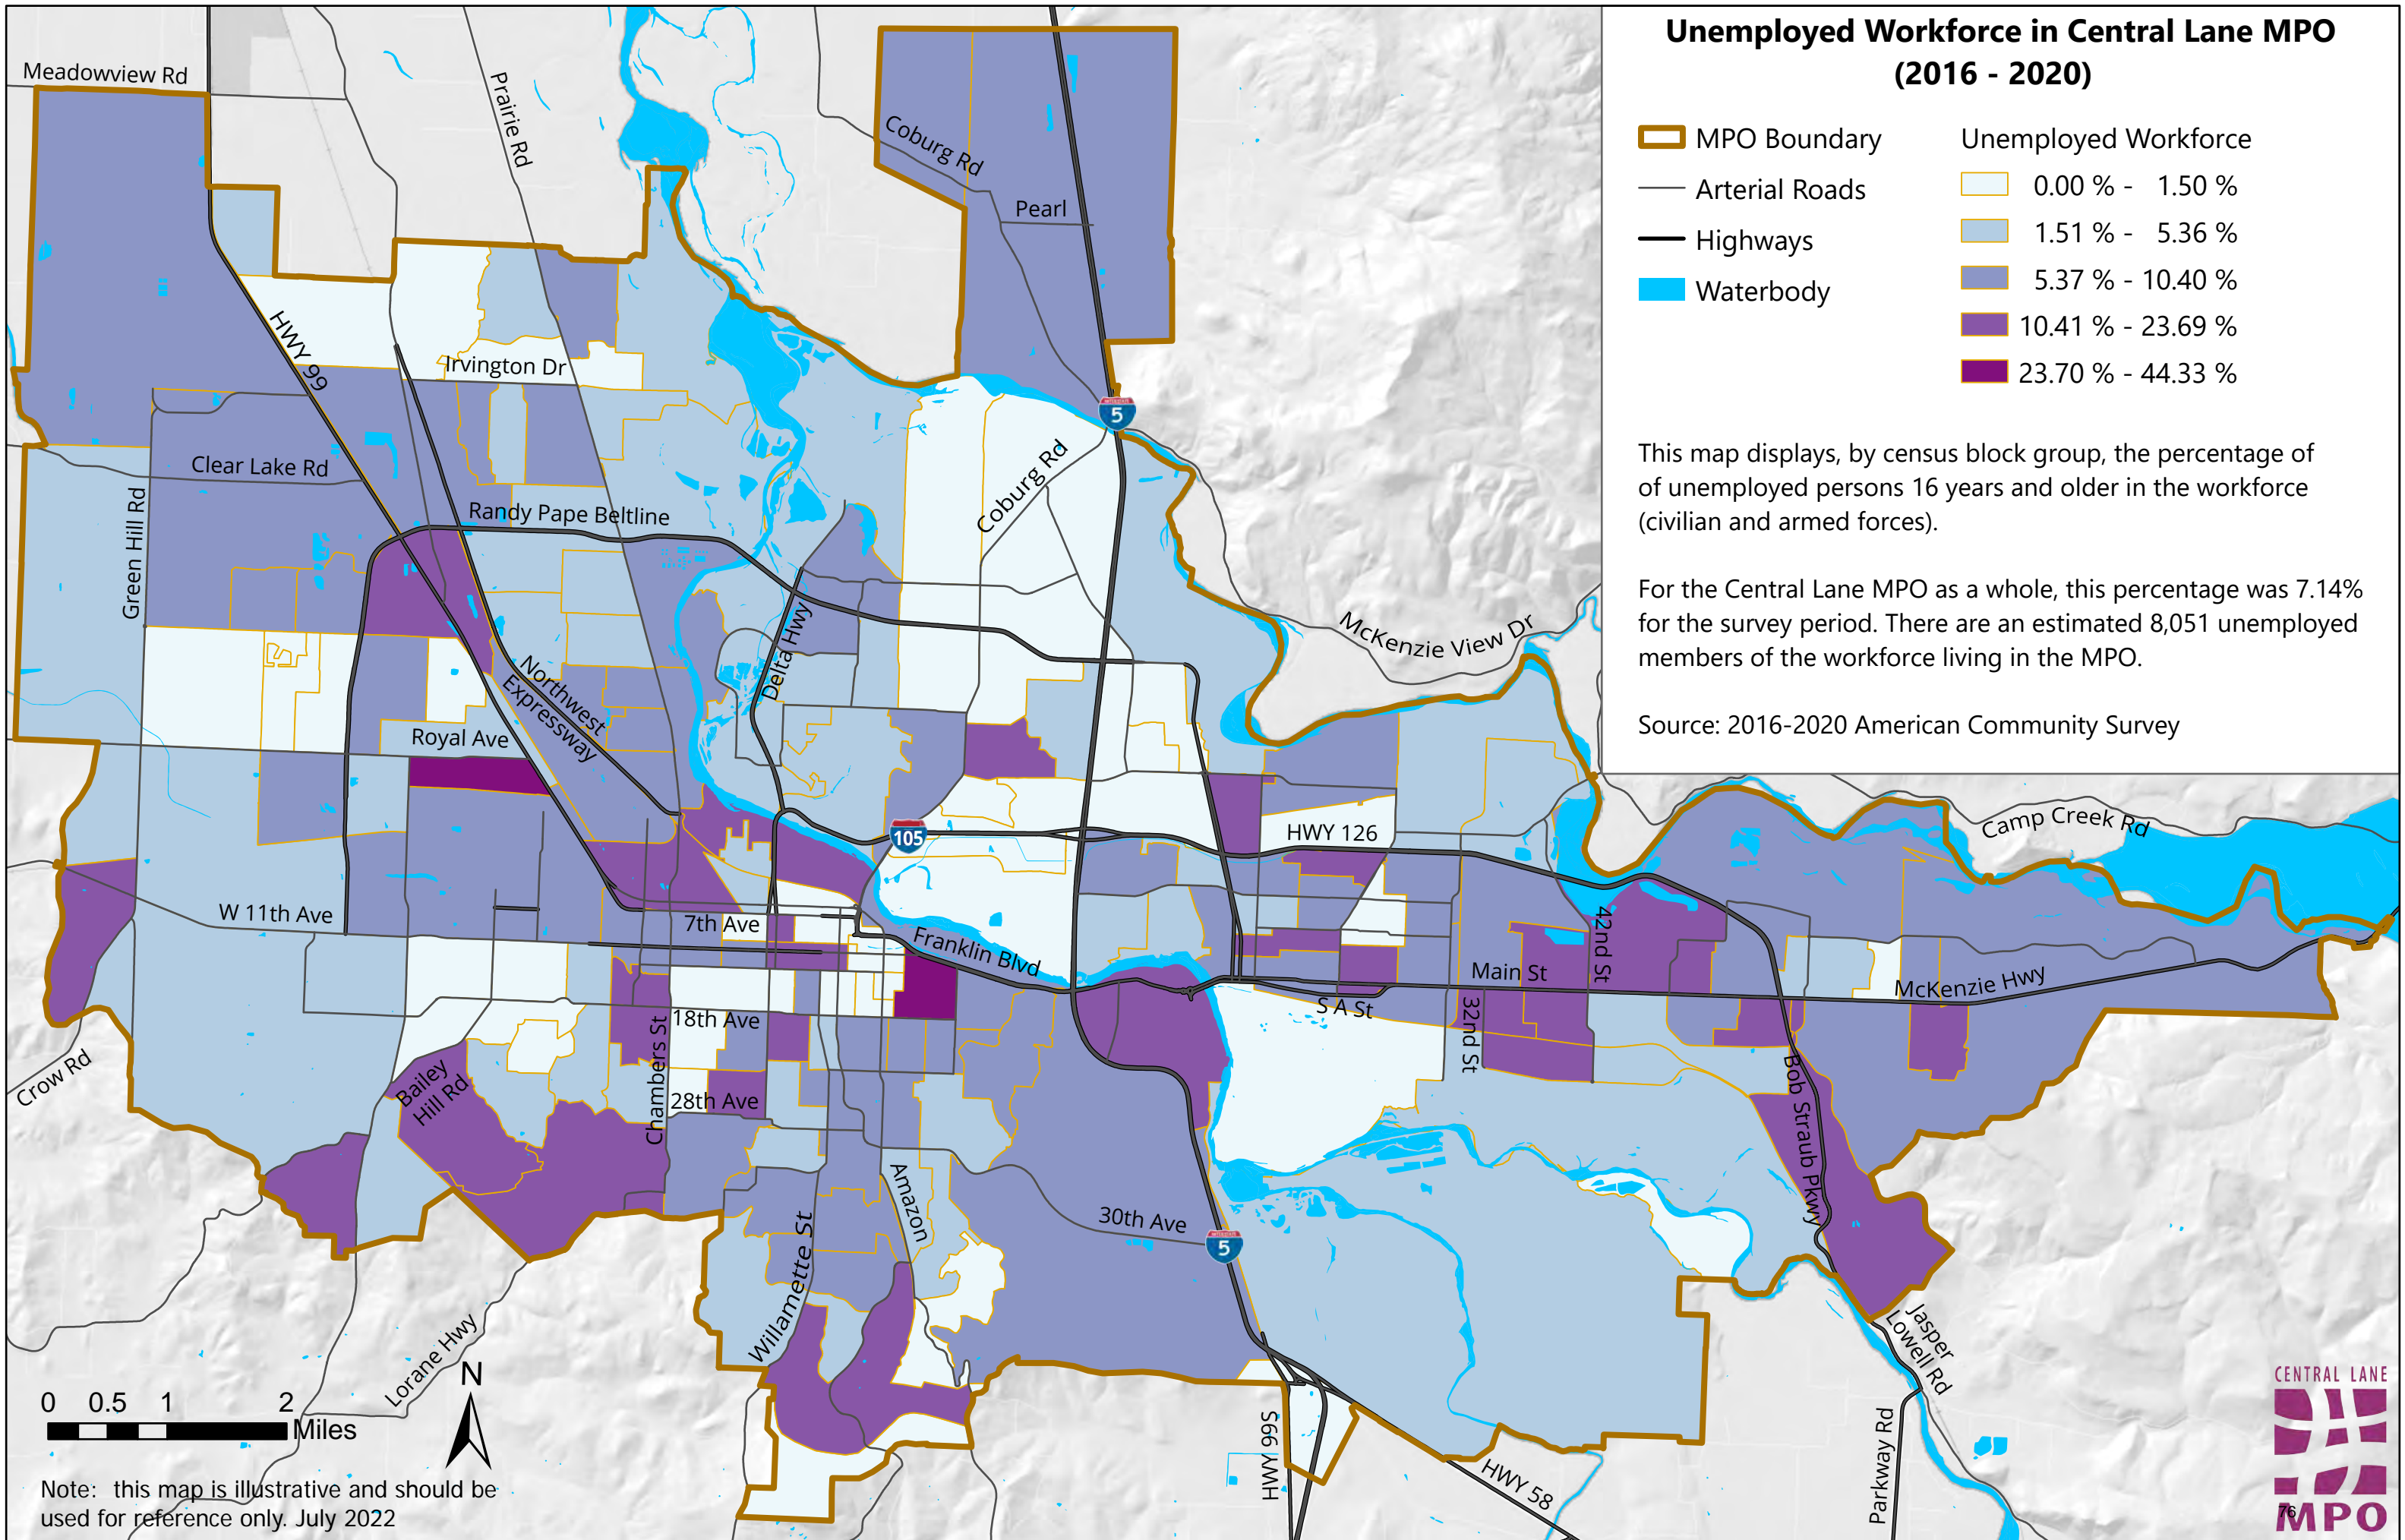 Unemployed Workforce in Central Lane MPO
(2016 - 2020)
MPO Boundary
Arterial Roads
Highways
Waterbody
Unemployed Workforce
0.00 % - 1.50 %
1.51 % - 5.36 %
5.37 % - 10.40 %
10.41 % - 23.69 %
23.70 % - 44.33 %
This map displays, by census block group, the percentage of
of unemployed persons 16 years and older in the workforce
(civilian and armed forces).
For the Central Lane MPO as a whole, this percentage was 7.14%
for the survey period. There are an estimated 8,051 unemployed
members of the workforce living in the MPO.
Source: 2016-2020 American Community Survey
Meadowview Rd
Prairie Rd
Coburg Rd
Pearl
HWY 99
Irvington Dr
5
Coburg Rd
Clear Lake Rd
Green Hill Rd
Randy Pape Beltline
Delta Hwy
McKenzie View Dr
Northwest
Expressway
Royal Ave
105
HWY 126
Camp Creek Rd
W 11th Ave
7th Ave
Franklin Blvd
Main St
42nd St
McKenzie Hwy
S A St
32nd St
18th Ave
Chambers St
Crow Rd
Bailey
Hill Rd
28th Ave
Bob Straub Pkwy
Amazon
30th Ave
5
Willamette St
Lorane Hwy
Jasper
Lowell Rd
HWY 99S
HWY 58
Parkway Rd
N
0 0.5 1 2
Miles
Note: this map is illustrative and should be
used for reference only. July 2022
CENTRAL LANE
76
MPO